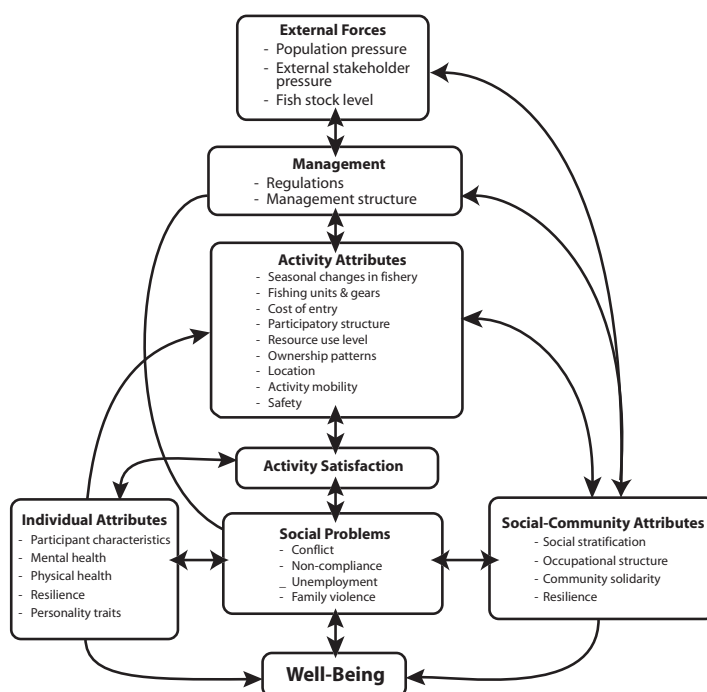 External Forces
- Population pressure
- External stakeholder
pressure
- Fish stock level
Management
- Regulations
- Management structure
Activity Attributes
- Seasonal changes in fishery
- Fishing units & gears
- Cost of entry
- Participatory structure
- Resource use level
- Ownership patterns
- Location
- Activity mobility
- Safety
Activity Satisfaction
Individual Attributes
- Participant characteristics
- Mental health
- Physical health
- Resilience
- Personality traits
Social Problems
- Conflict
- Non-compliance
_ Unemployment
- Family violence
Social-Community Attributes
- Social stratification
- Occupational structure
- Community solidarity
- Resilience
Well-Being